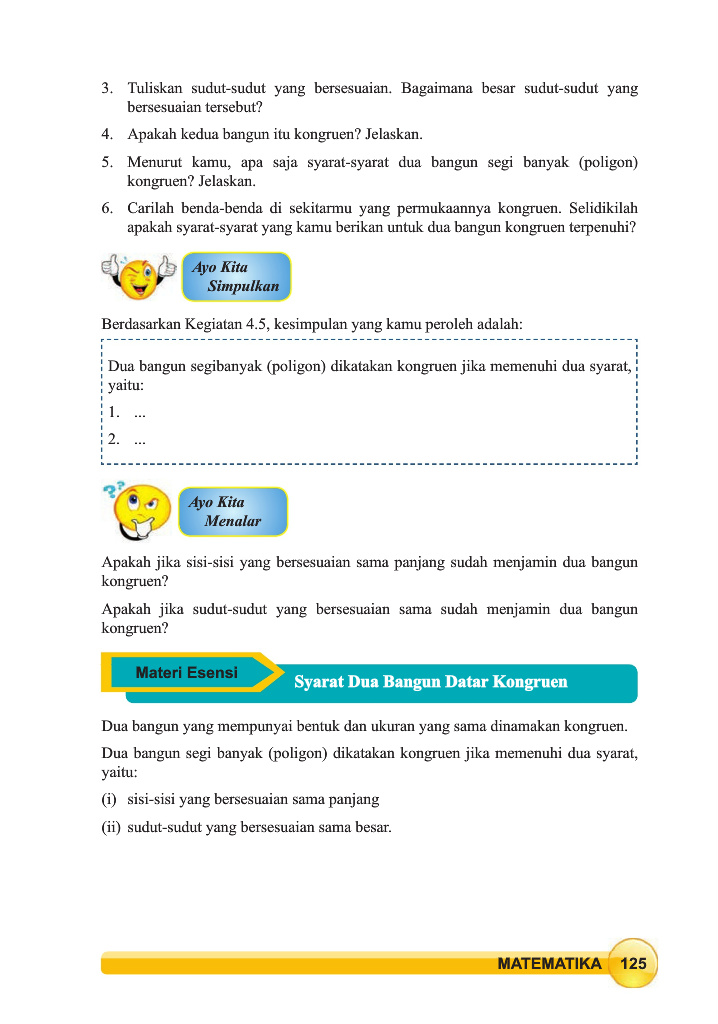 3. Tuliskan sudut-sudut yang bersesuaian. Bagaimana besar sudut-sudut yang
bersesuaian tersebut?
4. Apakah kedua bangun itu kongruen? Jelaskan.
5. Menurut kamu, apa saja syarat-syarat dua bangun segi banyak (poligon)
kongruen? Jelaskan.
6. Carilah benda-benda di sekitarmu yang permukaannya kongruen. Selidikilah
apakah syarat-syarat yang kamu berikan untuk dua bangun kongruen terpenuhi?
Ayo Kita
Simpulkan
Berdasarkan Kegiatan 4.5, kesimpulan yang kamu peroleh adalah:
Dua bangun segibanyak (poligon) dikatakan kongruen jika memenuhi dua syarat,
yaitu:
1. ...
2. ...
??
Ayo Kita
Menalar
Apakah jika sisi-sisi yang bersesuaian sama panjang sudah menjamin dua bangun
kongruen?
Apakah jika sudut-sudut yang bersesuaian sama sudah menjamin dua bangun
kongruen?
Materi Esensi
Syarat Dua Bangun Datar Kongruen
Dua bangun yang mempunyai bentuk dan ukuran yang sama dinamakan kongruen.
Dua bangun segi banyak (poligon) dikatakan kongruen jika memenuhi dua syarat,
yaitu:
(i) sisi-sisi yang bersesuaian sama panjang
(ii) sudut-sudut yang bersesuaian sama besar.
MATEMATIKA 125